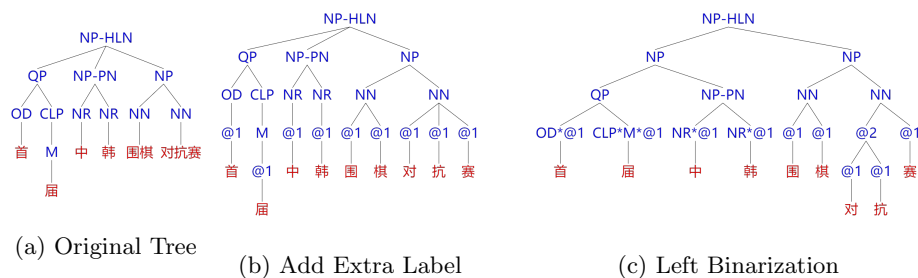 NP-HLN
QP NP-PN NP
OD CLP NR NR NN NN
首 M 中 韩 围棋 对抗赛
届
(a) Original Tree
NP-HLN
QP NP-PN NP
OD CLP NR NR NN NN
@1 M @1 @1 @1 @1 @1 @1 @1
首 @1 中 韩 围 棋 对 抗 赛
届
(b) Add Extra Label
NP-HLN
NP NP
QP NP-PN NN NN
OD*@1 CLP*M*@1 NR*@1 NR*@1 @1 @1 @2 @1
首 届 中 韩 围 棋 @1 @1 赛
对 抗
(c) Left Binarization